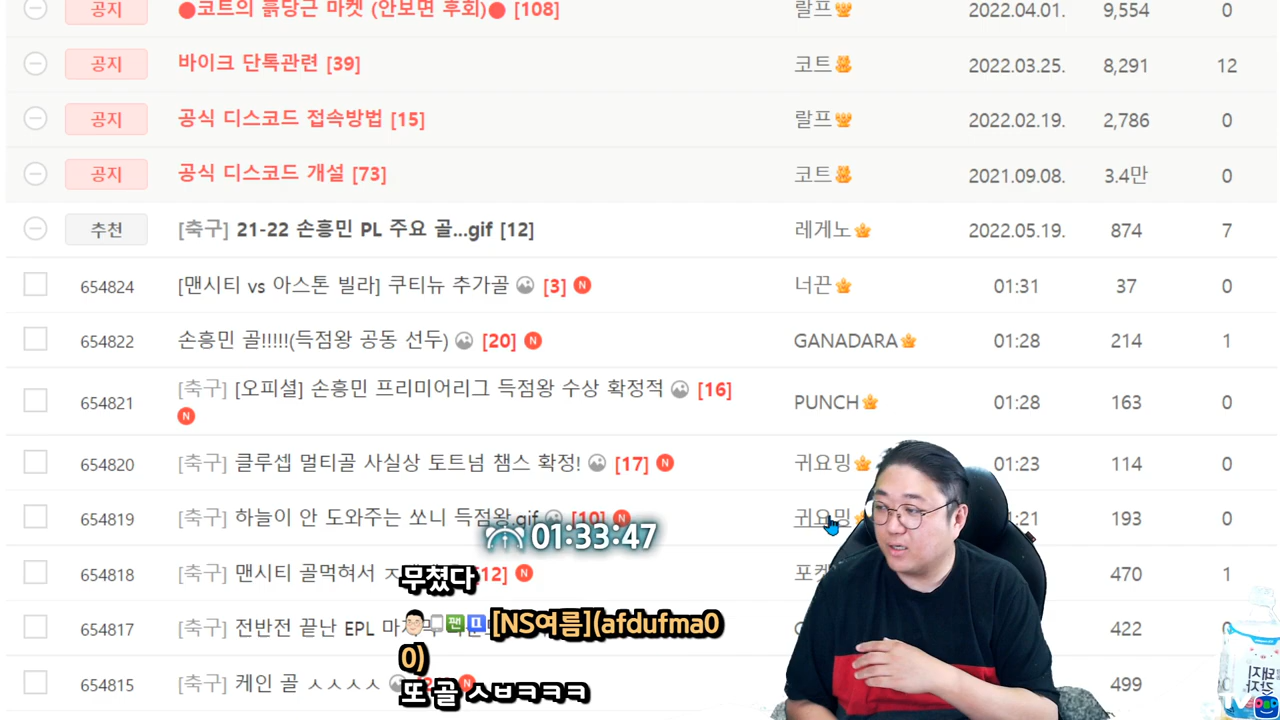 공지 ●코트의 흙당근 마켓 (안보면 후회)● [108] 랄프 2022.04.01. 9,554 0
공지 바이크 단톡관련 [39] 코트 2022.03.25. 8,291 12
공지 공식 디스코드 접속방법 [15] 랄프 2022.02.19. 2,786 0
공지 공식 디스코드 개설 [73] 코트 2021.09.08. 3.4만 0
추천 [축구] 21-22 손흥민 PL 주요 골...gif [12] 레게노 2022.05.19. 874 7
654824 [맨시티 vs 아스톤 빌라] 쿠티뉴 추가골 [3] N 너끈 01:31 37 0
654822 손흥민 골!!!!!(득점왕 공동 선두) [20] N GANADARA 01:28 214 1
654821 [축구] [오피셜] 손흥민 프리미어리그 득점왕 수상 확정적 [16] PUNCH 01:28 163 0
N
654820 [축구] 클루셉 멀티골 사실상 토트넘 챔스 확정! [17] N 귀요밍 01:23 114 0
654819 [축구] 하늘이 안 도와주는 쏘니 득점왕.gif [10] N 귀요밍 :21 193 0
01:33:47
654818 [축구] 맨시티 골먹혀서 [12] N 포켓 470 1
무쳤다
654817 [축구] 전반전 끝난 EPL 422
[NS여름](afdufma0
0)
654815 [축구] 케인 골 ㅅㅅㅅㅅ N 499
또 골 ㅅㅂㅋㅋㅋ